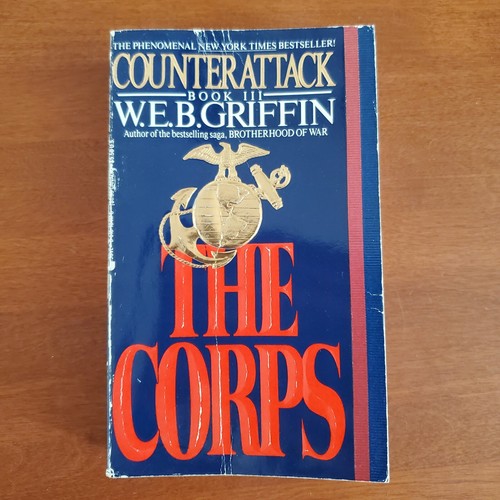 THE PHENOMENAL NEW YORK TIMES BESTSELLER!
COUNTERATTACK
BOOK III
W.E.B.GRIFFIN
Author of the bestselling saga, BROTHERHOOD OF WAR
THE
CORPS